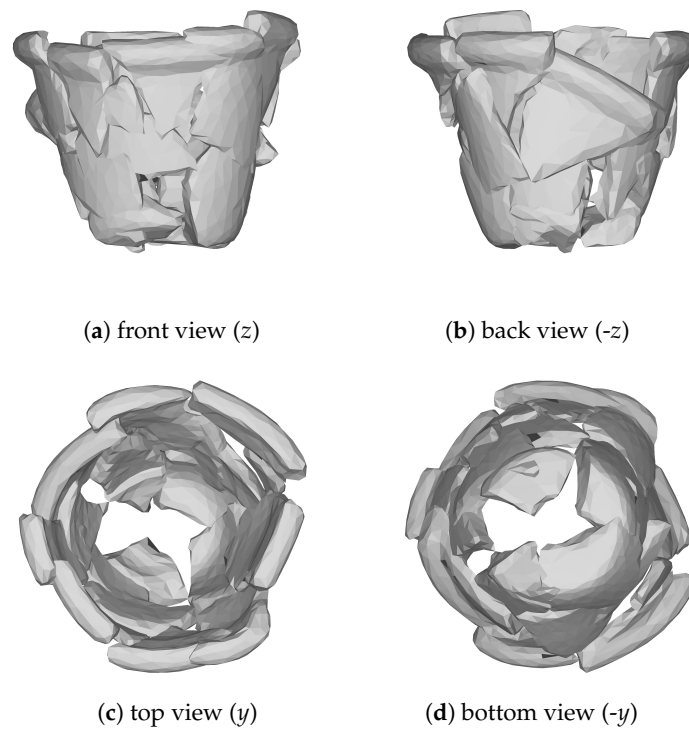 (a) front view (z)
(b) back view (-z)
(c) top view (y)
(d) bottom view (-y)